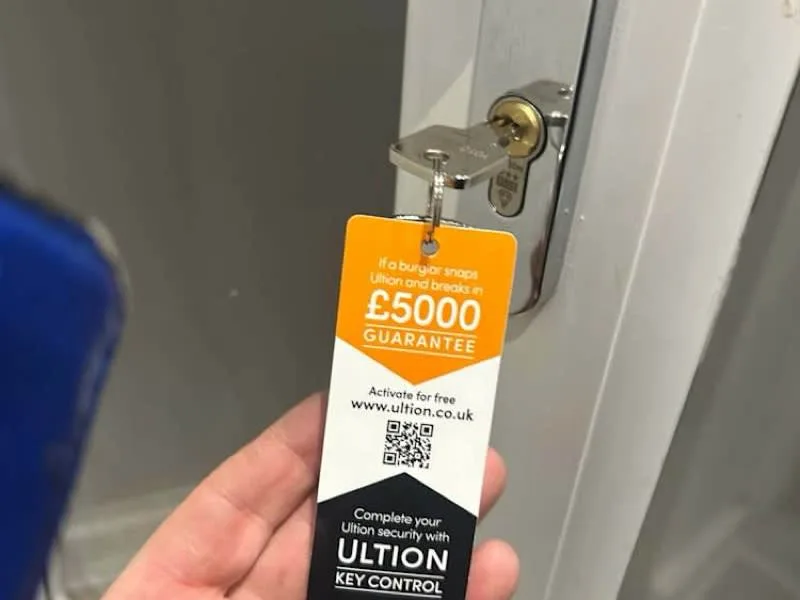 If a burglar snaps
Ultion and breaks in
£5000
GUARANTEE
Activate for free
www.ultion.co.uk
Complete your
Ultion security with
ULTION
KEY CONTROL